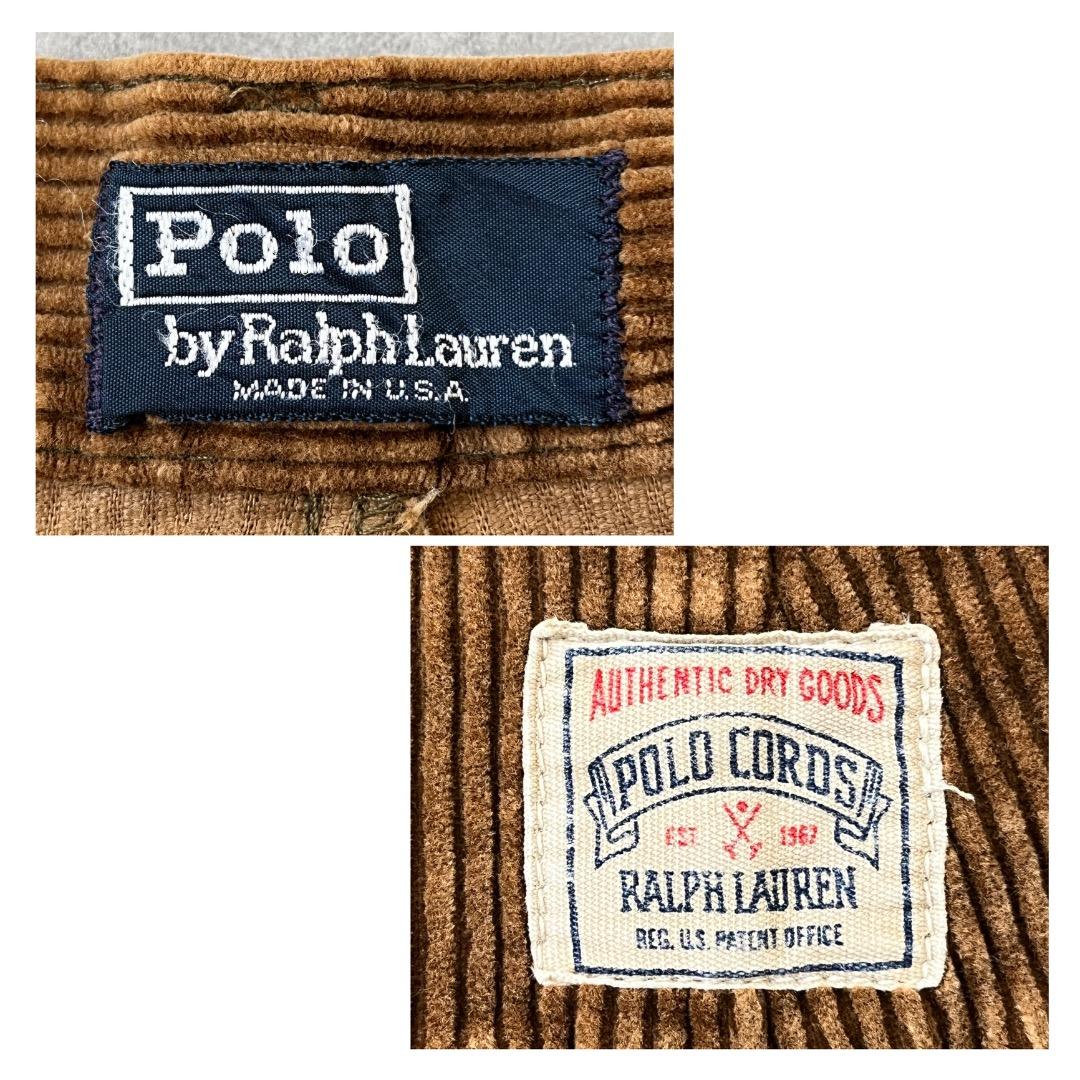 Polo
by Ralph Lauren
MADE IN U.S.A.
AUTHENTIC DRY GOODS
POLO CORDS
EST 1967
RALPH LAUREN
REG. U.S. PATENT OFFICE